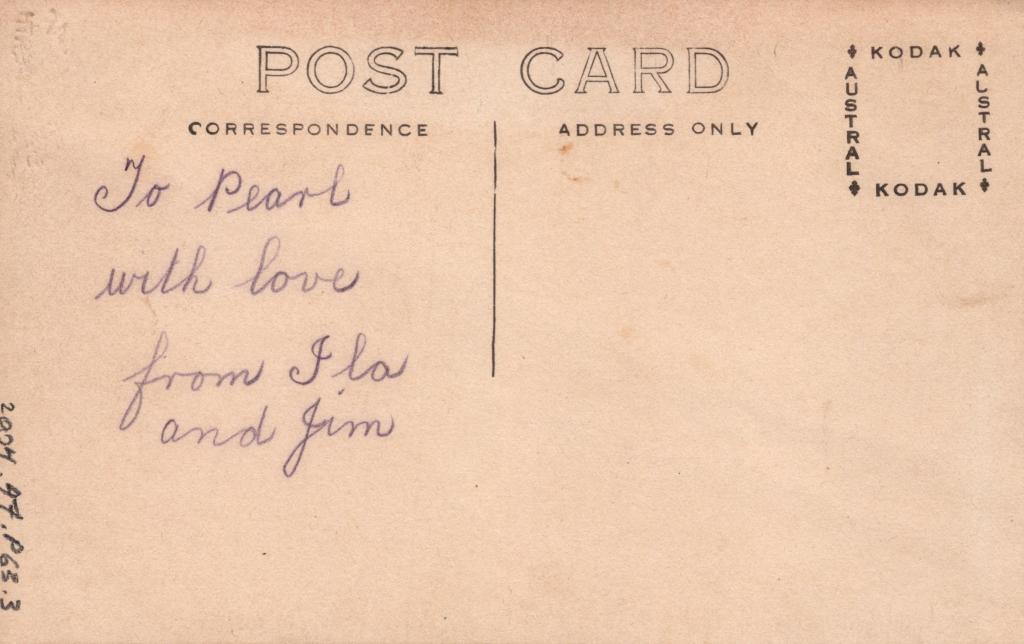 POST CARD
CORRESPONDENCE
ADDRESS ONLY
KODAK
AUSTRAL
AUSTRAL
KODAK
To Pearl
with love
from Ila
and Jim
2004.97.P63.3